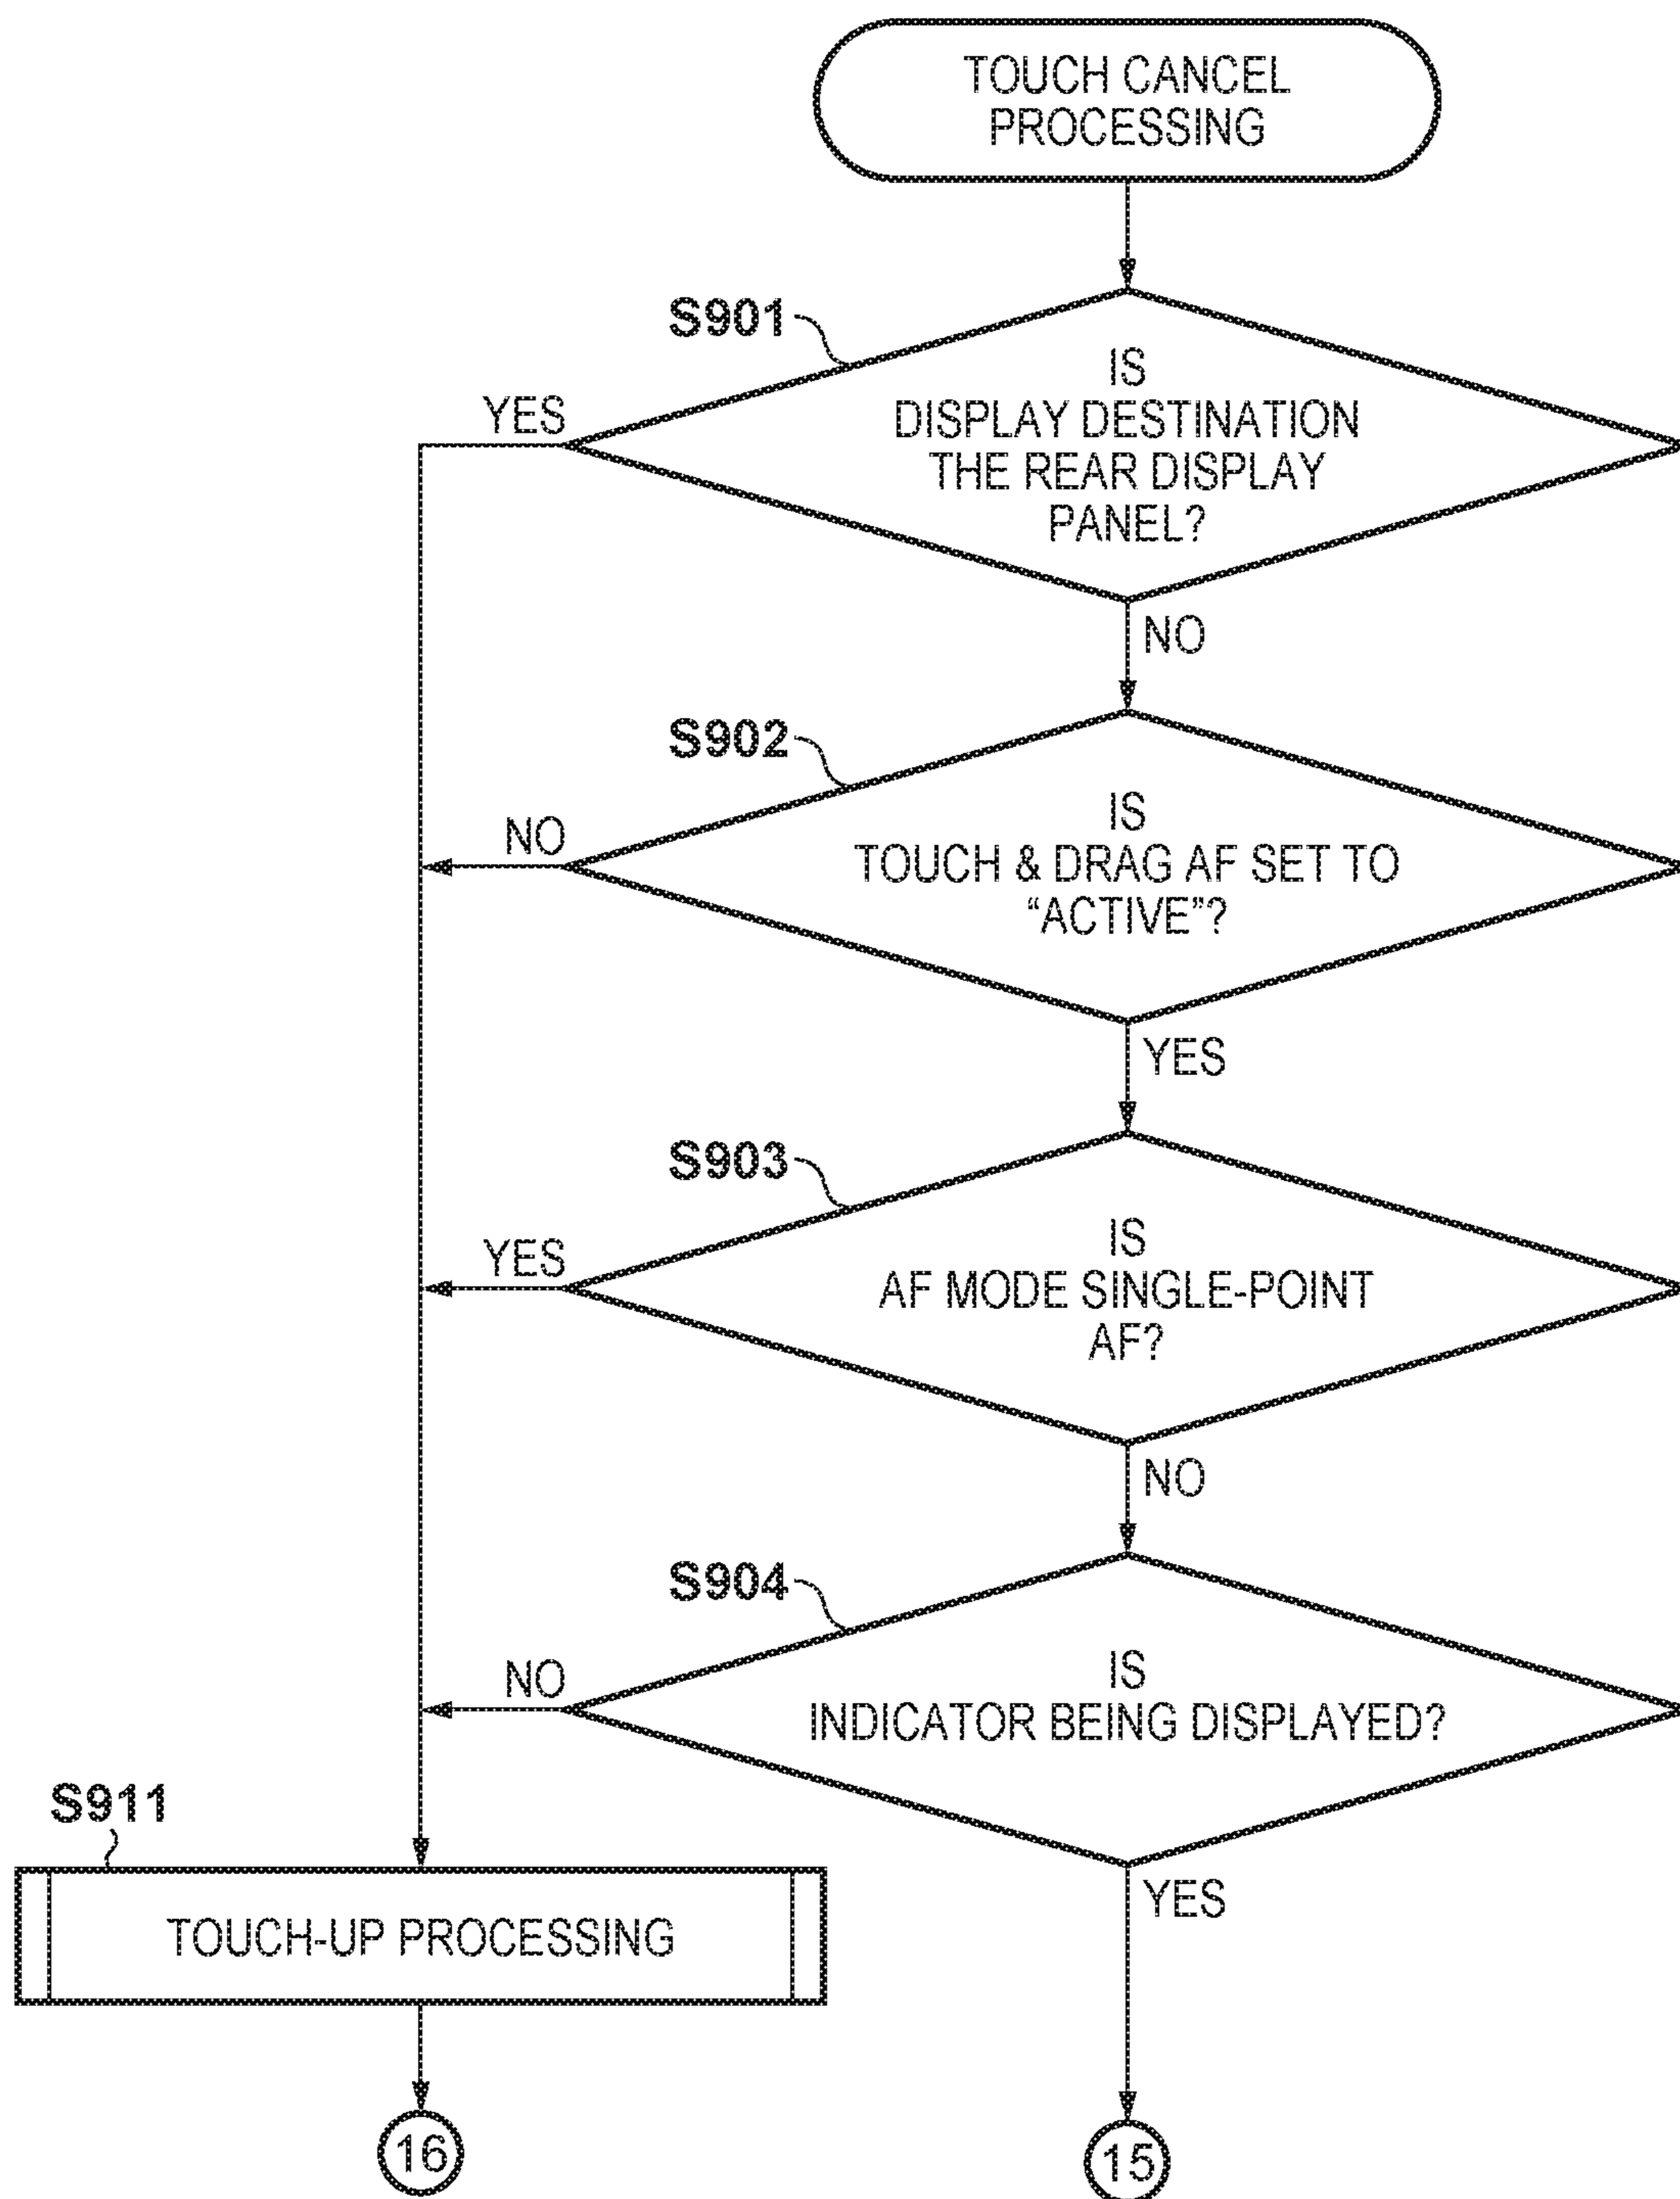 TOUCH CANCEL
PROCESSING
S901
IS
DISPLAY DESTINATION
THE REAR DISPLAY
PANEL?
YES
NO
S902
IS
TOUCH & DRAG AF SET TO
“ACTIVE”?
NO
YES
S903
IS
AF MODE SINGLE-POINT
AF?
YES
NO
S904
IS
INDICATOR BEING DISPLAYED?
NO
YES
S911
TOUCH-UP PROCESSING
16
15